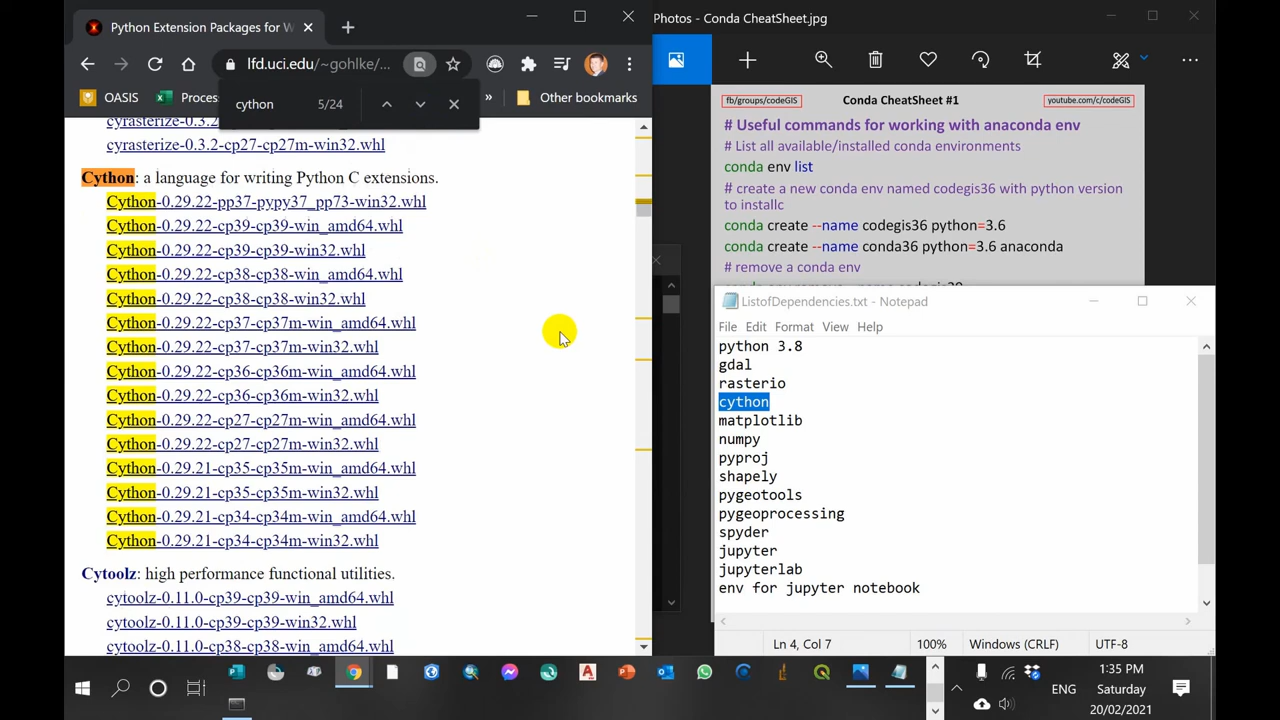 Python Extension Packages for W
lfd.uci.edu/~gohlke/...
OASIS
Proces
Other bookmarks
cython 5/24
cyrasterize-0.3.2-cp27-cp27m-win32.whl
Cython: a language for writing Python C extensions.
Cython-0.29.22-pp37-pypy37_pp73-win32.whl
Cython-0.29.22-cp39-cp39-win_amd64.whl
Cython-0.29.22-cp39-cp39-win32.whl
Cython-0.29.22-cp38-cp38-win_amd64.whl
Cython-0.29.22-cp38-cp38-win32.whl
Cython-0.29.22-cp37-cp37m-win_amd64.whl
Cython-0.29.22-cp37-cp37m-win32.whl
Cython-0.29.22-cp36-cp36m-win_amd64.whl
Cython-0.29.22-cp36-cp36m-win32.whl
Cython-0.29.22-cp27-cp27m-win_amd64.whl
Cython-0.29.22-cp27-cp27m-win32.whl
Cython-0.29.21-cp35-cp35m-win_amd64.whl
Cython-0.29.21-cp35-cp35m-win32.whl
Cython-0.29.21-cp34-cp34m-win_amd64.whl
Cython-0.29.21-cp34-cp34m-win32.whl
Cytoolz: high performance functional utilities.
cytoolz-0.11.0-cp39-cp39-win_amd64.whl
cytoolz-0.11.0-cp39-cp39-win32.whl
cytoolz-0.11.0-cp38-cp38-win_amd64.whl
Photos - Conda CheatSheet.jpg
fb/groups/codeGIS
Conda CheatSheet #1
youtube.com/c/codeGIS
# Useful commands for working with anaconda env
# List all available/installed conda environments
conda env list
# create a new conda env named codegis36 with python version
to installc
conda create --name codegis36 python=3.6
conda create --name conda36 python=3.6 anaconda
# remove a conda env
ListofDependencies.txt - Notepad
File Edit Format View Help
python 3.8
gdal
rasterio
cython
matplotlib
numpy
pyproj
shapely
pygeotools
pygeoprocessing
spyder
jupyter
jupyterlab
env for jupyter notebook
Ln 4, Col 7
100%
Windows (CRLF)
UTF-8
ENG
1:35 PM
Saturday
20/02/2021